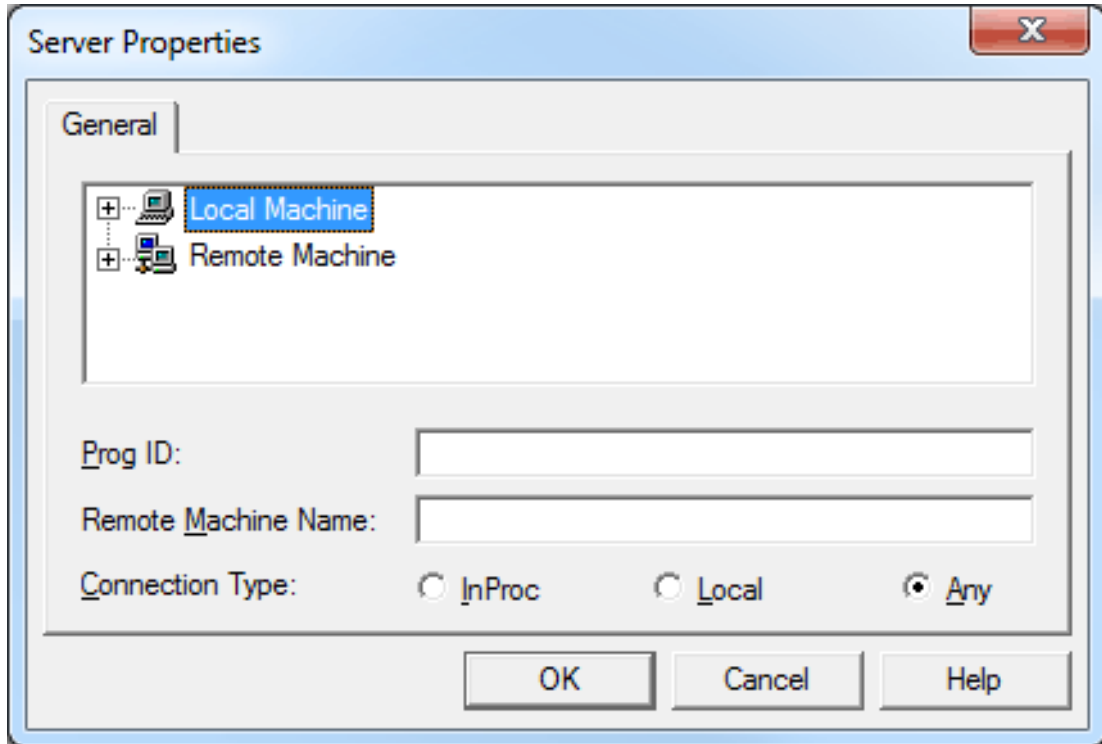 Server Properties
General
Local Machine
Remote Machine
Prog ID:
Remote Machine Name:
Connection Type: InProc Local Any
OK Cancel Help